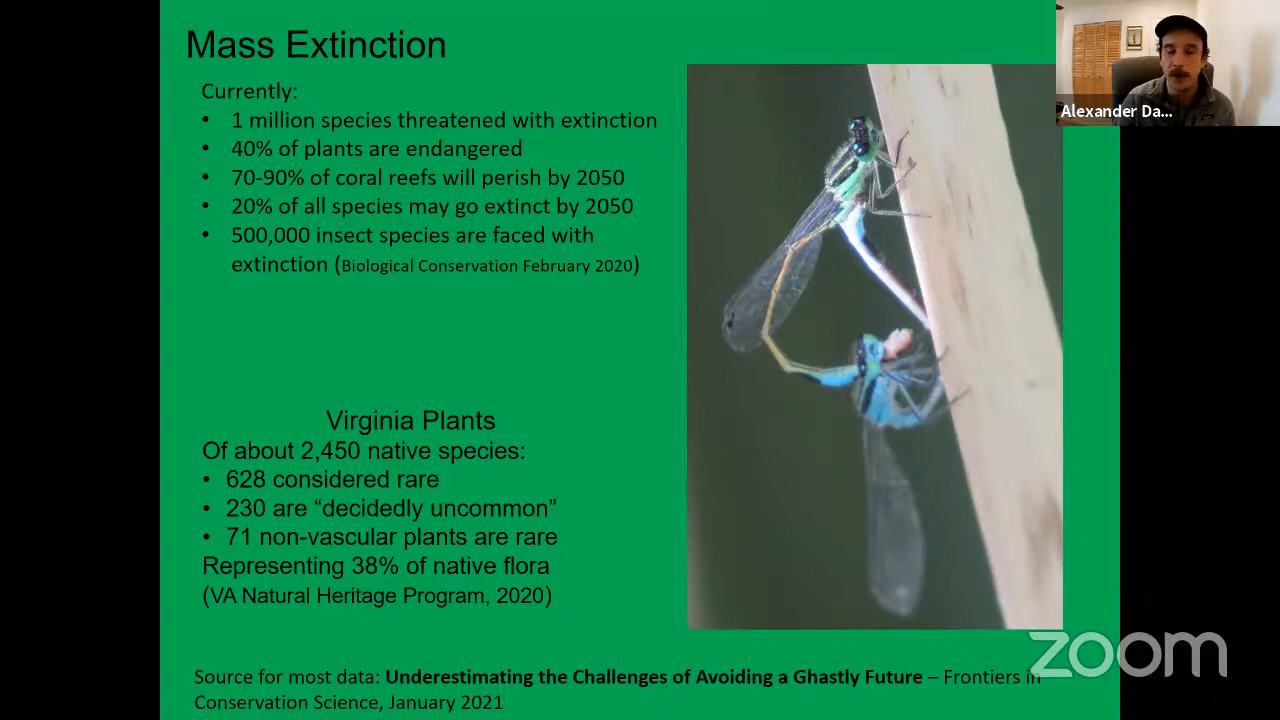 Mass Extinction
Currently:
• 1 million species threatened with extinction
• 40% of plants are endangered
• 70-90% of coral reefs will perish by 2050
• 20% of all species may go extinct by 2050
• 500,000 insect species are faced with
extinction (Biological Conservation February 2020)
Virginia Plants
Of about 2,450 native species:
• 628 considered rare
• 230 are “decidedly uncommon”
• 71 non-vascular plants are rare
Representing 38% of native flora
(VA Natural Heritage Program, 2020)
Source for most data: Underestimating the Challenges of Avoiding a Ghastly Future – Frontiers in
Conservation Science, January 2021
Alexander Da...
zoom